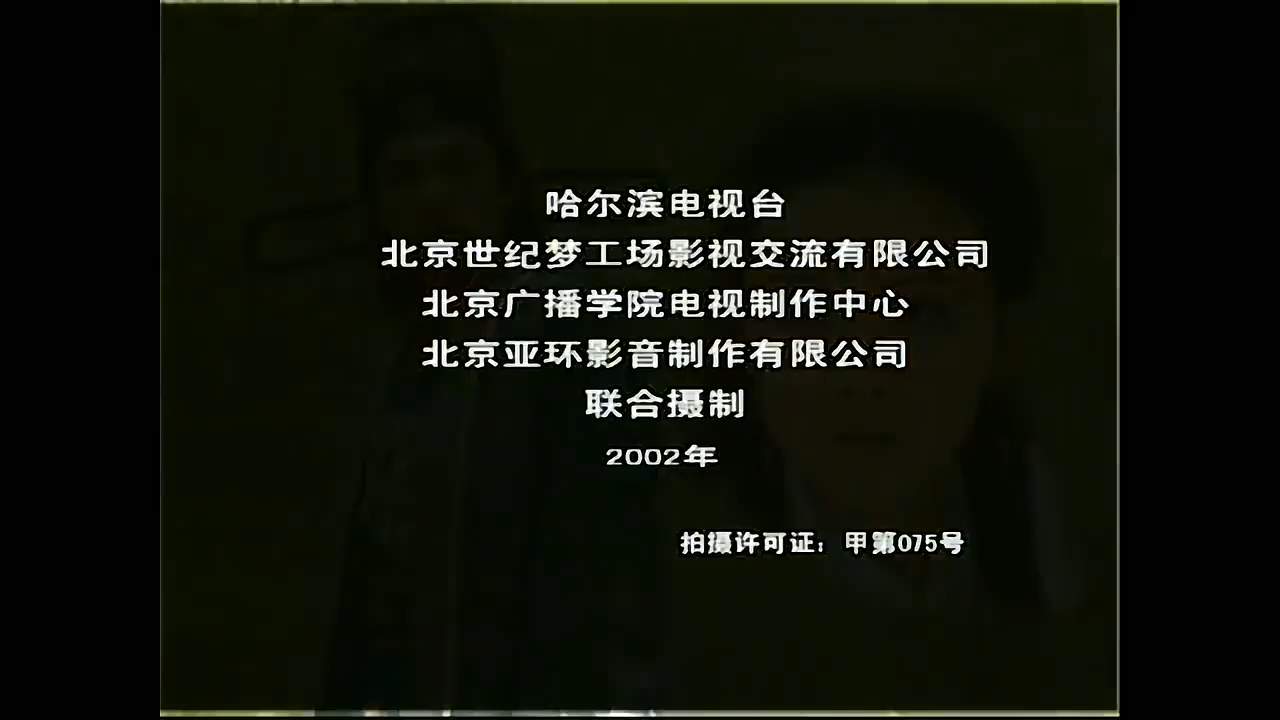 哈尔滨电视台
北京世纪梦工场影视交流有限公司
北京广播学院电视制作中心
北京亚环影音制作有限公司
联合摄制
2002年
拍摄许可证：甲第075号